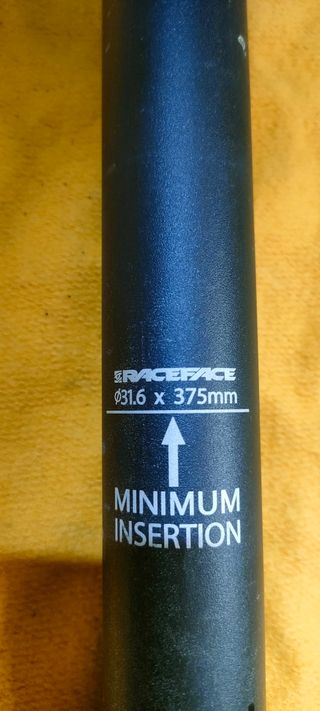 RACEFACE
Ø31.6 x 375mm
MINIMUM
INSERTION